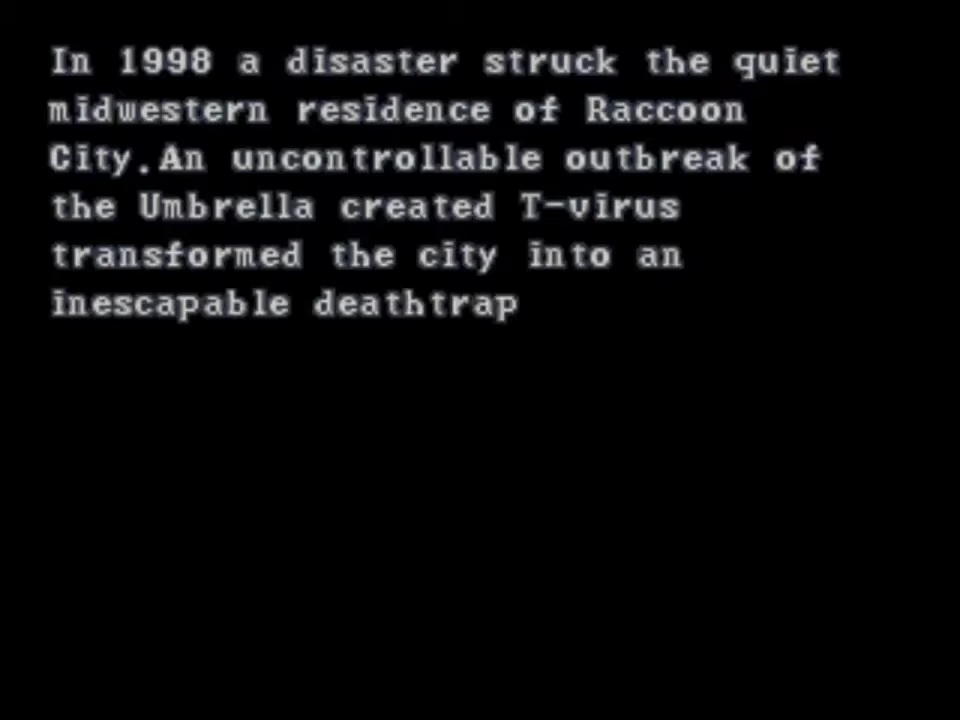 In 1998 a disaster struck the quiet
midwestern residence of Raccoon
City.An uncontrollable outbreak of
the Umbrella created T-virus
transformed the city into an
inescapable deathtrap